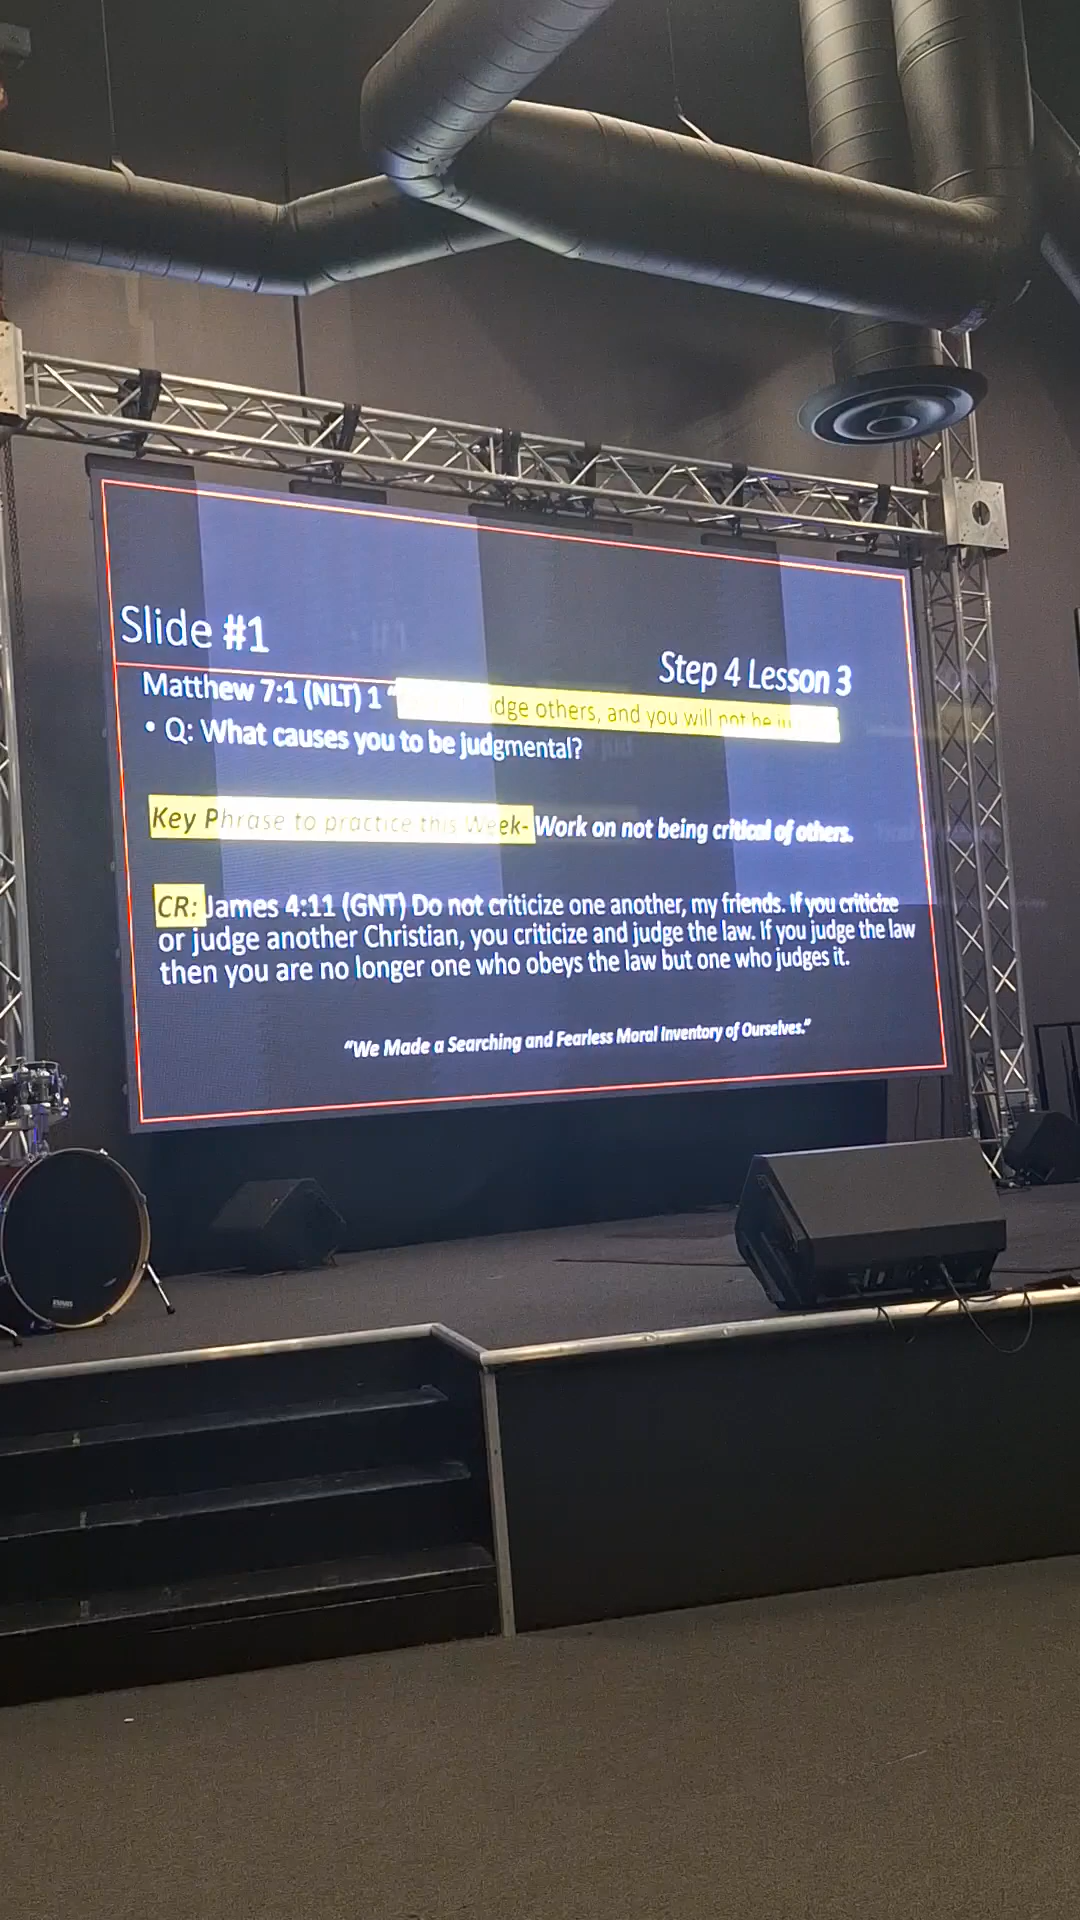 Slide #1
Step 4 Lesson 3
Matthew 7:1 (NLT) 1 “ others, and you will not be
• Q: What causes you to be judgmental?
Key Phrase to practice this Week- Work on not being critical of others.
CR: James 4:11 (GNT) Do not criticize one another, my friends. If you criticize
or judge another Christian, you criticize and judge the law. If you judge the law
then you are no longer one who obeys the law but one who judges it.
“We Made a Searching and Fearless Moral Inventory of Ourselves.”
EVANS